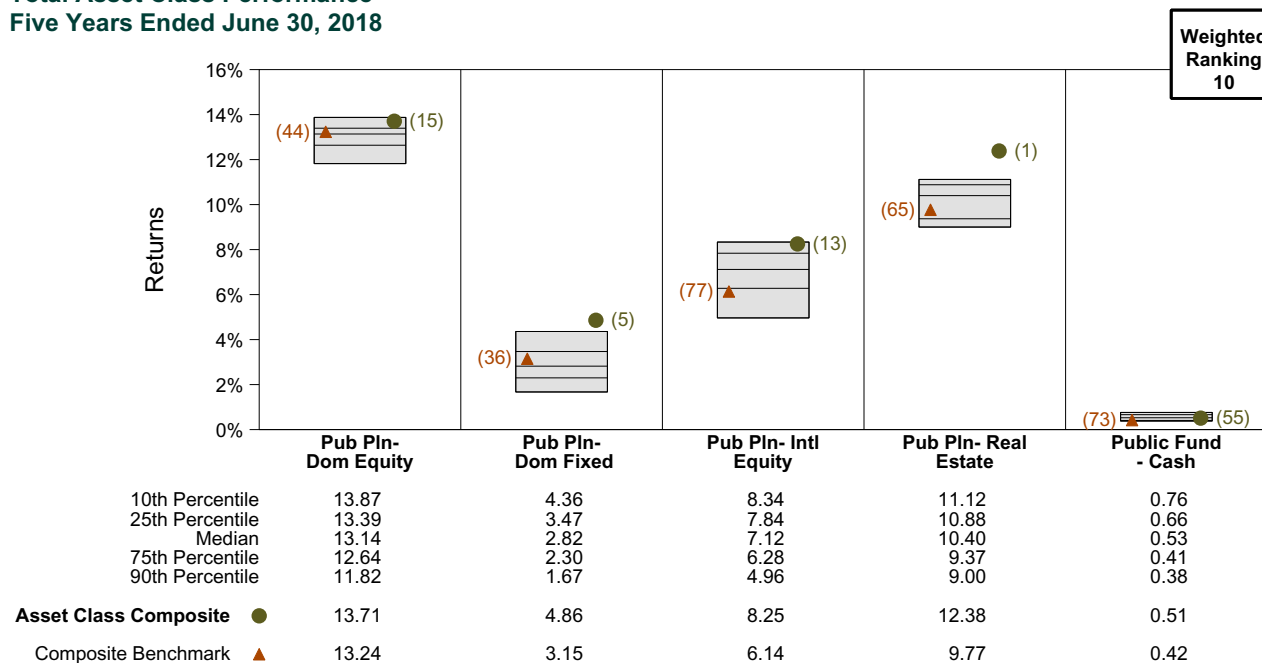 Total Asset Class Performance
Five Years Ended June 30, 2018
Weighted
Ranking
10
Returns
16%
14%
12%
10%
8%
6%
4%
2%
0%
(44)
(15)
(36)
(5)
(77)
(13)
(65)
(1)
(73)
(55)
Pub Pln- Dom Equity
Pub Pln- Dom Fixed
Pub Pln- Intl Equity
Pub Pln- Real Estate
Public Fund - Cash
10th Percentile 13.87 4.36 8.34 11.12 0.76
25th Percentile 13.39 3.47 7.84 10.88 0.66
Median 13.14 2.82 7.12 10.40 0.53
75th Percentile 12.64 2.30 6.28 9.37 0.41
90th Percentile 11.82 1.67 4.96 9.00 0.38
Asset Class Composite 13.71 4.86 8.25 12.38 0.51
Composite Benchmark 13.24 3.15 6.14 9.77 0.42